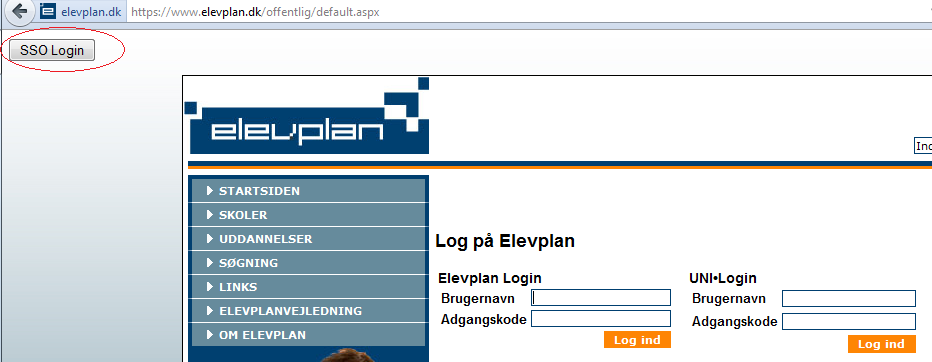 elevplan.dk https://www.elevplan.dk/offentlig/default.aspx
SSO Login
elevplan
STARTSIDEN
SKOLER
UDDANNELSER
SØGNING
LINKS
ELEVPLANVEJLEDNING
OM ELEVPLAN
Log på Elevplan
Elevplan Login
Brugernavn
Adgangskode
Log ind
UNI•Login
Brugernavn
Adgangskode
Log ind